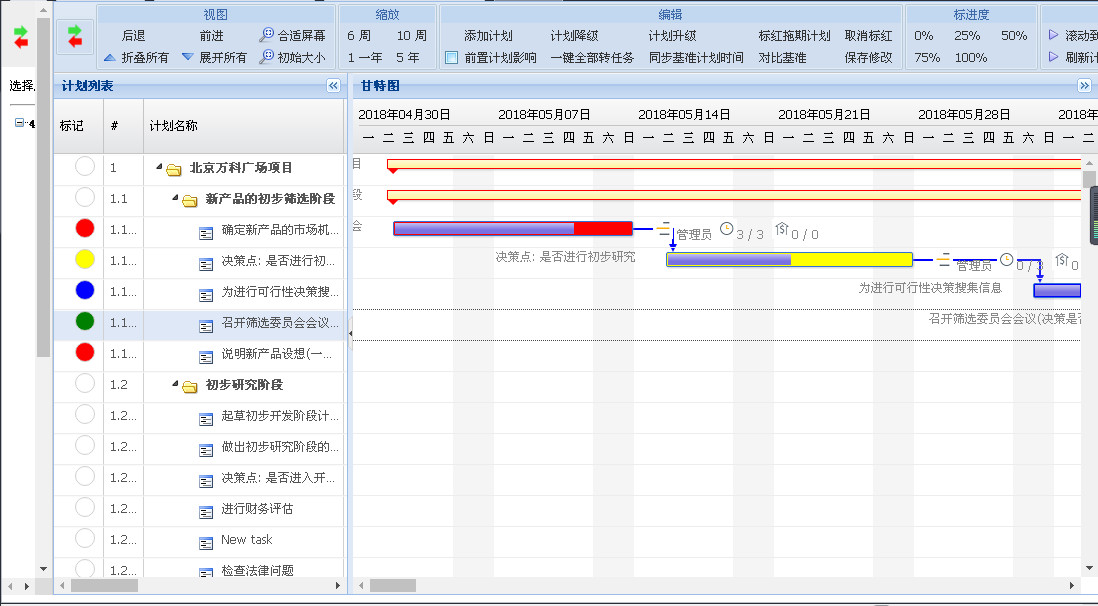 视图 缩放 编辑 标进度
后退 前进 合适屏幕 6 周 10 周 添加计划 计划降级 计划升级 标红拖期计划 取消标红 0% 25% 50% 滚动到
折叠所有 展开所有 初始大小 1 一年 5 年 前置计划影响 一键全部转任务 同步基准计划时间 对比基准 保存修改 75% 100% 刷新计
选择.
4
计划列表 甘特图
标记 # 计划名称
2018年04月30日 2018年05月07日 2018年05月14日 2018年05月21日 2018年05月28日 2018年
一 二 三 四 五 六 日 一 二 三 四 五 六 日 一 二 三 四 五 六 日 一 二 三 四 五 六 日 一 二 三 四 五 六 日 一 二
1 北京万科广场项目 目
1.1 新产品的初步筛选阶段 段
1.1... 确定新产品的市场机... 会 管理员 3 / 3 0 / 0
1.1... 决策点: 是否进行初... 决策点: 是否进行初步研究 管理员 0 / 3 0
1.1... 为进行可行性决策搜... 为进行可行性决策搜集信息
1.1... 召开筛选委员会会议... 召开筛选委员会会议(决策是否
1.1... 说明新产品设想(一...
1.2 初步研究阶段
1.2... 起草初步开发阶段计...
1.2... 做出初步研究阶段的...
1.2... 决策点: 是否进入开...
1.2... 进行财务评估
1.2... New task
1.2... 检查法律问题